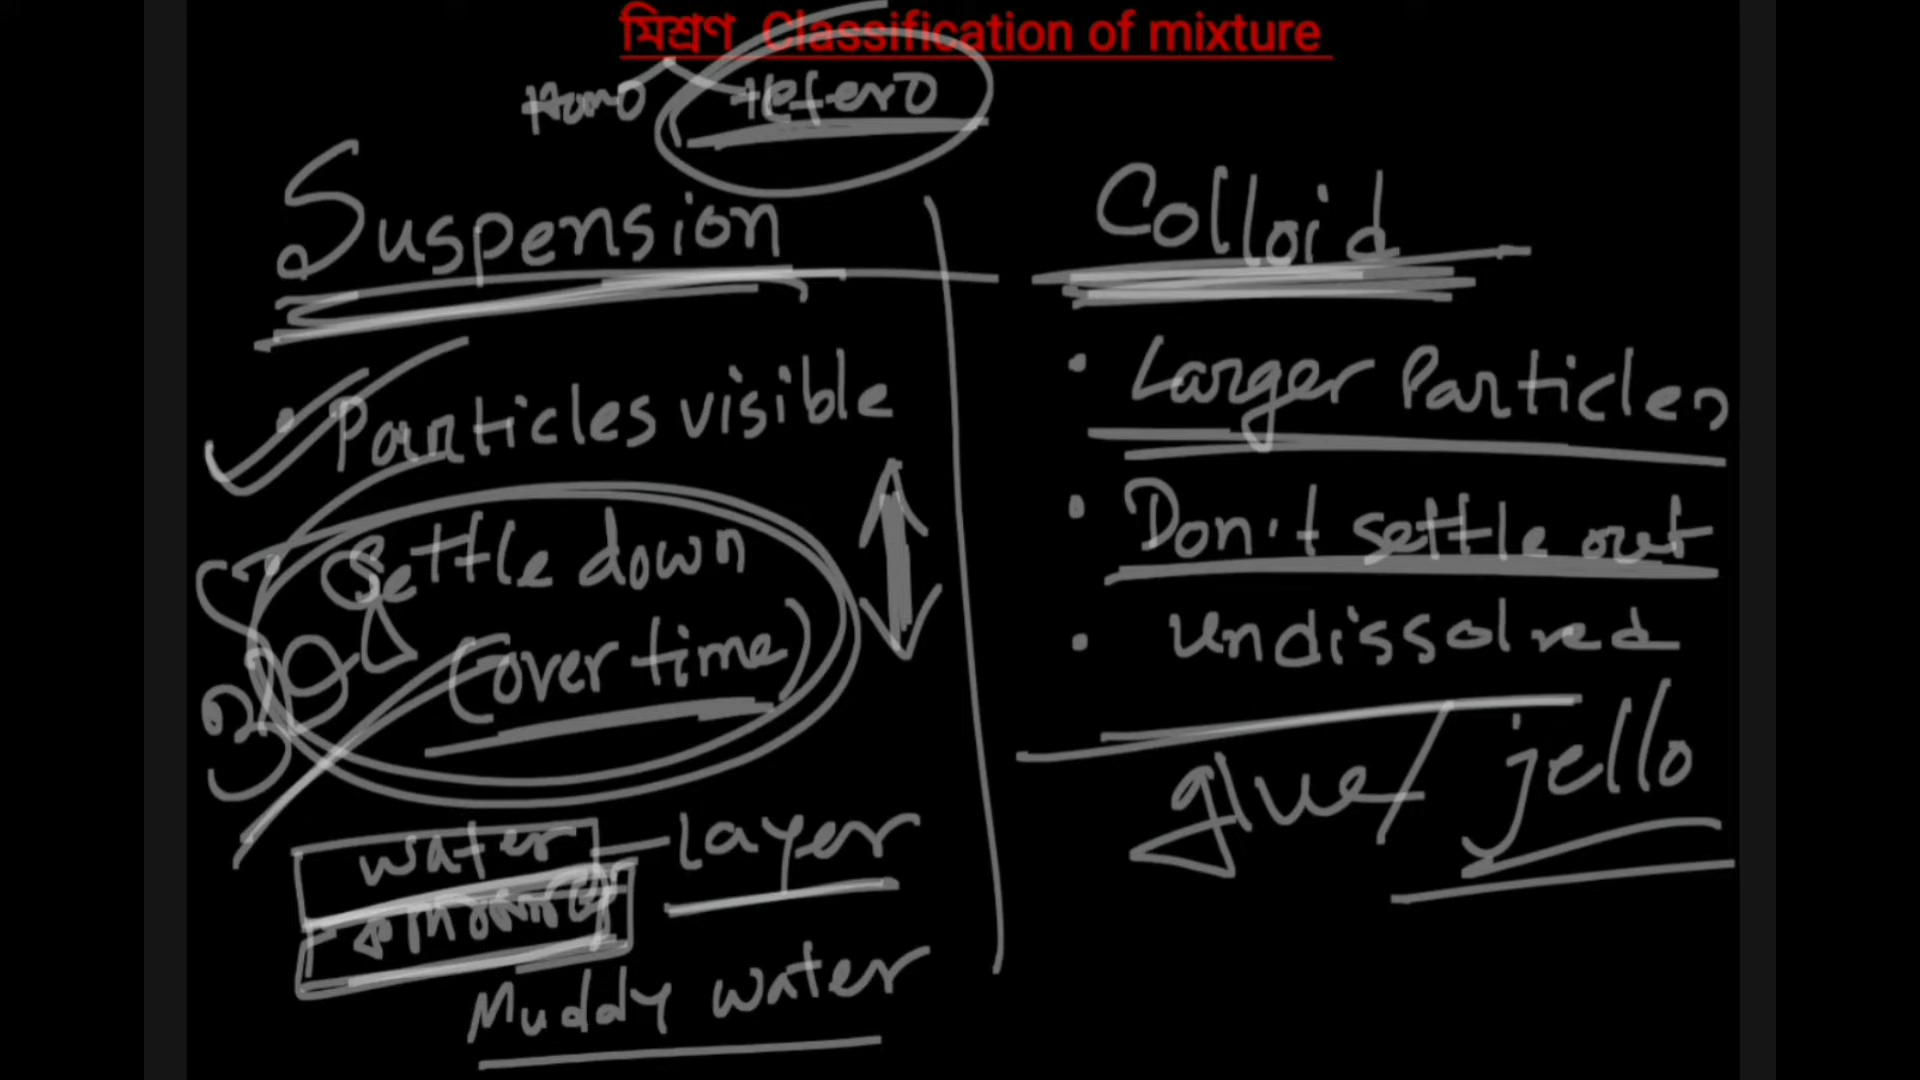 মিশ্রণ Classification of mixture
Homo Hetero
Suspension
• Particles visible
Settle down
(over time)
water
layer
Muddy water
Colloid
• Larger Particles
• Don't settle out
• undissolved
glue/jello